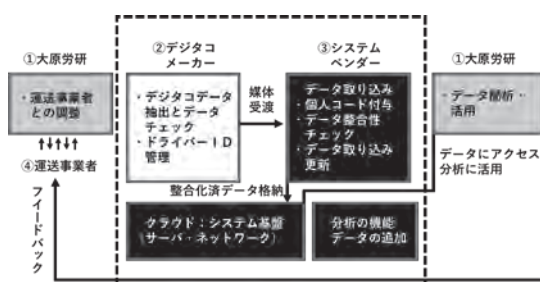 ①大原労研
・運送事業者
との調整
④運送事業者
フィードバック
②デジタコ
メーカー
・デジタコデータ
抽出とデータ
チェック
・ドライバーID
管理
媒体
受渡
③システム
ベンダー
データ取り込み
・個人コード付与
・データ整合性
チェック
・データ取り込み
更新
整合化済データ格納
クラウド：システム基盤
(サーバ・ネットワーク)
分析の機能
データの追加
①大原労研
・データ解析・
活用
データにアクセス
分析に活用